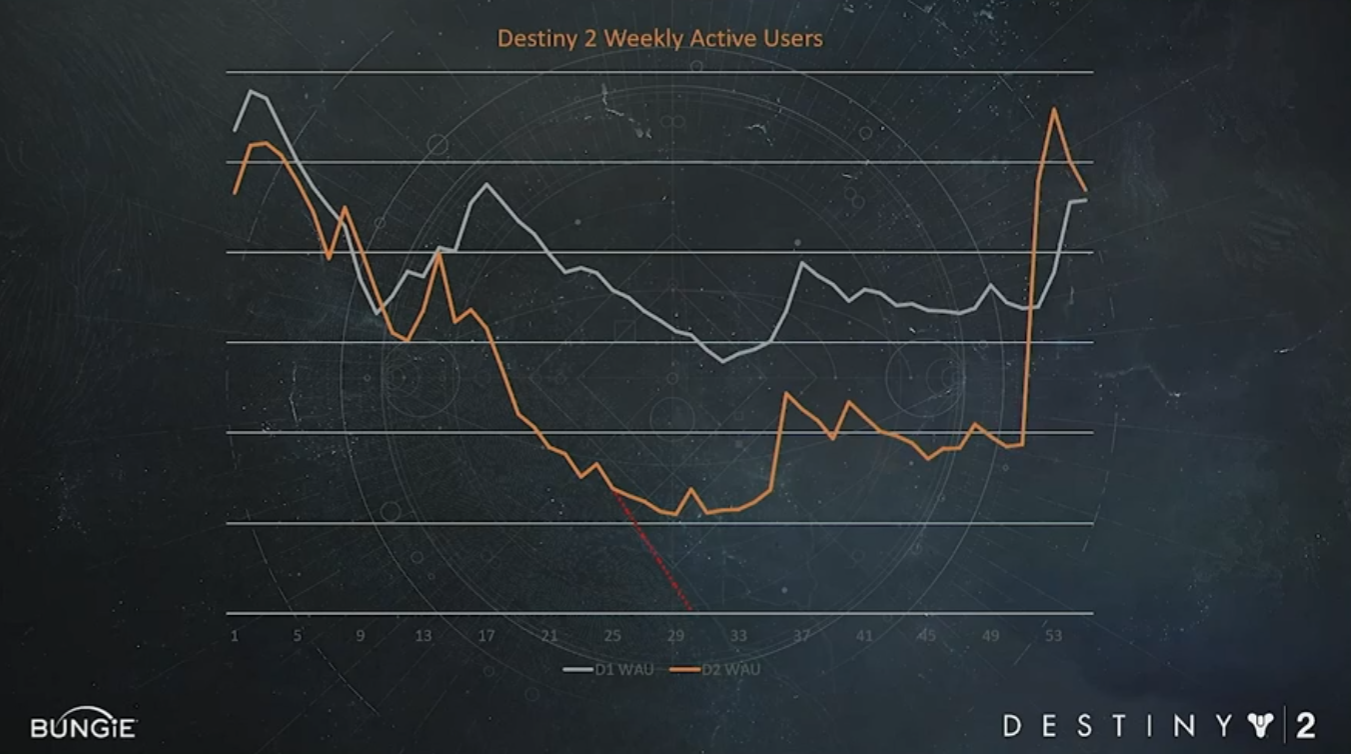 Destiny 2 Weekly Active Users
1 5 9 13 17 21 25 29 33 37 41 45 49 53
D1 WAU D2 WAU
BUNGiE DESTINY 2